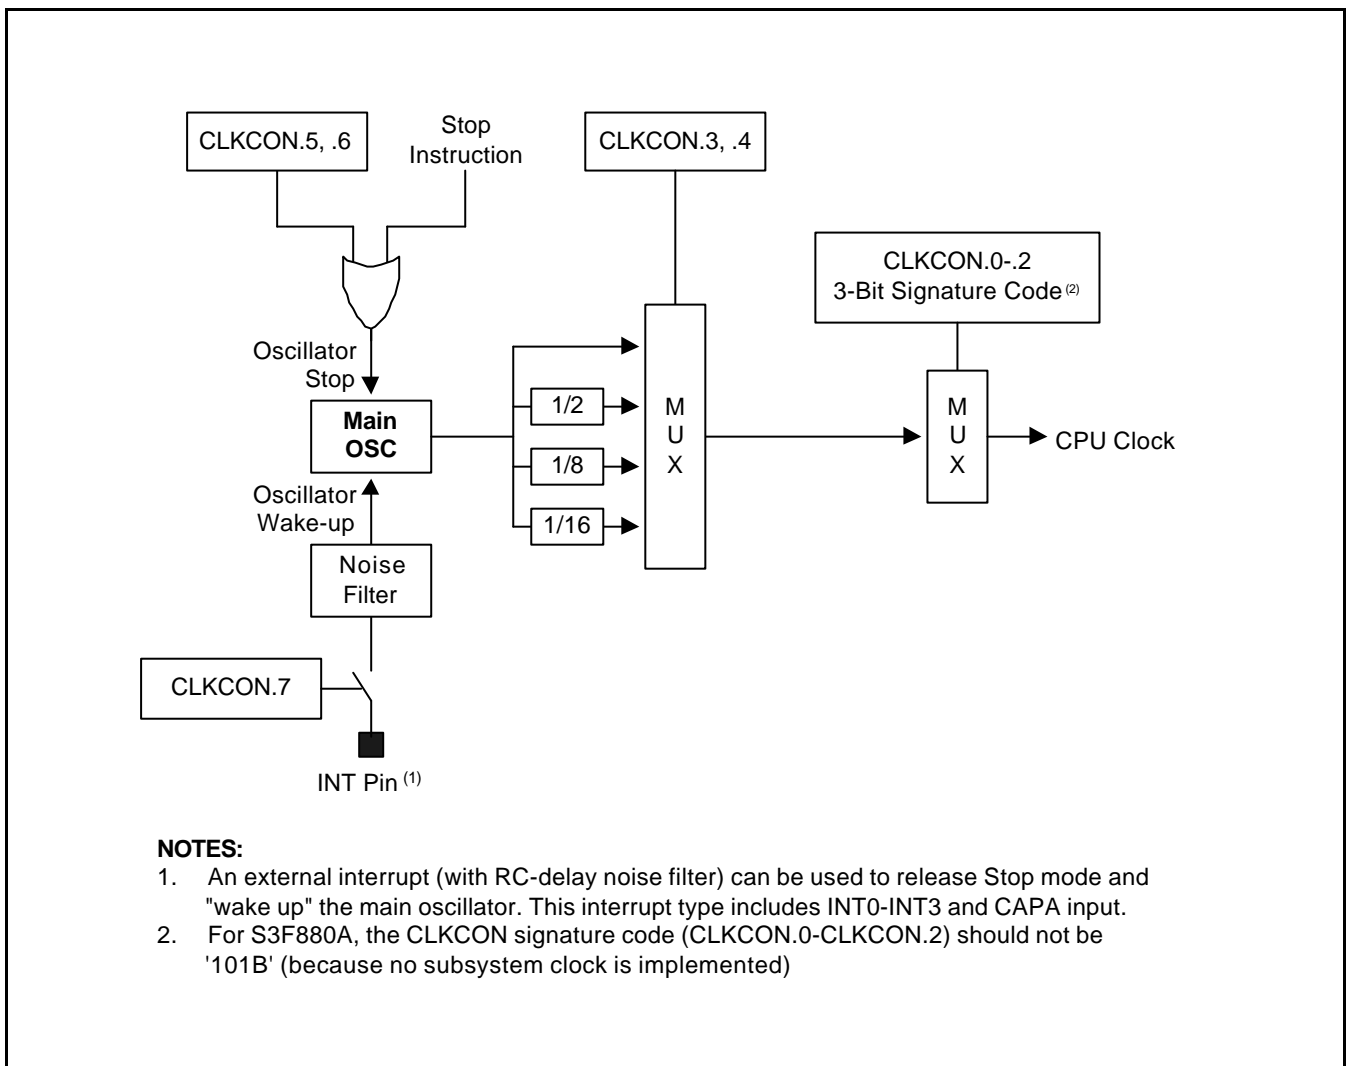 CLKCON.5, .6
Stop
Instruction
CLKCON.3, .4
CLKCON.0-.2
3-Bit Signature Code (2)
Oscillator
Stop
Main
OSC
1/2
1/8
1/16
M
U
X
M
U
X
CPU Clock
Oscillator
Wake-up
Noise
Filter
CLKCON.7
INT Pin (1)
NOTES:
1. An external interrupt (with RC-delay noise filter) can be used to release Stop mode and
"wake up" the main oscillator. This interrupt type includes INT0-INT3 and CAPA input.
2. For S3F880A, the CLKCON signature code (CLKCON.0-CLKCON.2) should not be
'101B' (because no subsystem clock is implemented)